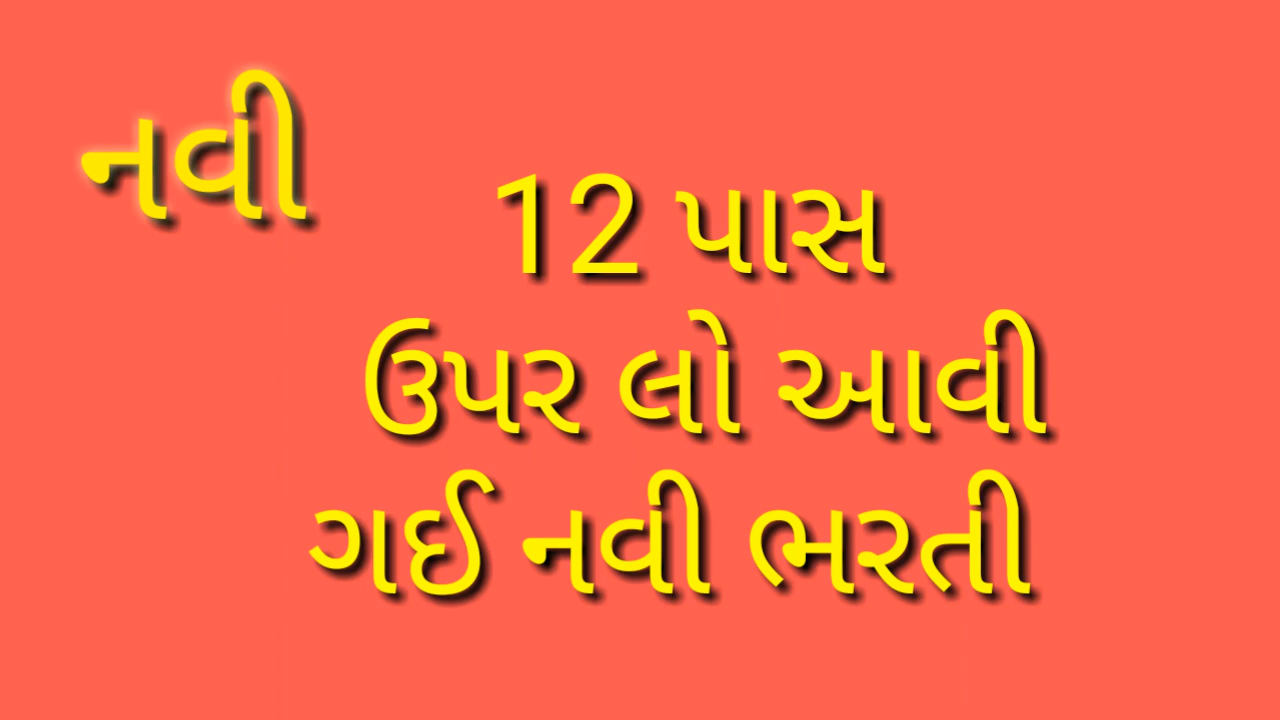 નવી
12 પાસ
ઉપર લો આવી
ગઈ નવી ભરતી